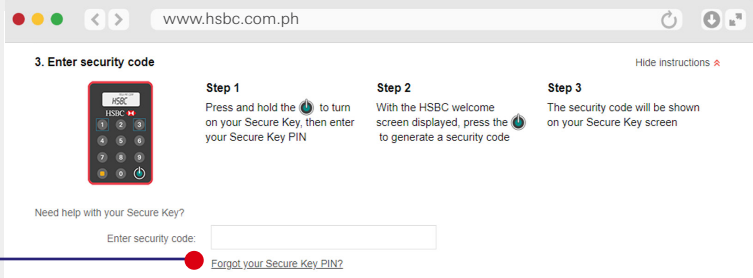 www.hsbc.com.ph
3. Enter security code
Hide instructions
HSBC
HSBC
1 2 3
4 5 6
7 8 9
0
Step 1
Press and hold the to turn
on your Secure Key, then enter
your Secure Key PIN
Step 2
With the HSBC welcome
screen displayed, press the
to generate a security code
Step 3
The security code will be shown
on your Secure Key screen
Need help with your Secure Key?
Enter security code:
Forgot your Secure Key PIN?